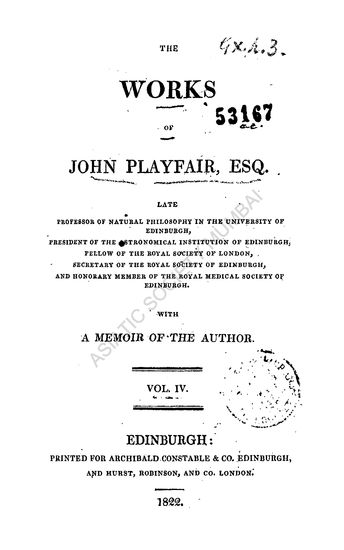 THE
Gx.h.3.
WORKS
53167
OF
JOHN PLAYFAIR, ESQ.
LATE
PROFESSOR OF NATURAL PHILOSOPHY IN THE UNIVERSITY OF
EDINBURGH,
PRESIDENT OF THE ASTRONOMICAL INSTITUTION OF EDINBURGH,
FELLOW OF THE ROYAL SOCIETY OF LONDON,
SECRETARY OF THE ROYAL SOCIETY OF EDINBURGH,
AND HONORARY MEMBER OF THE ROYAL MEDICAL SOCIETY OF
EDINBURGH.
WITH
A MEMOIR OF THE AUTHOR.
ASIATIC SOCIETY MUMBAI
VOL. IV.
EDINBURGH:
PRINTED FOR ARCHIBALD CONSTABLE & CO. EDINBURGH,
AND HURST, ROBINSON, AND CO. LONDON.
1822.